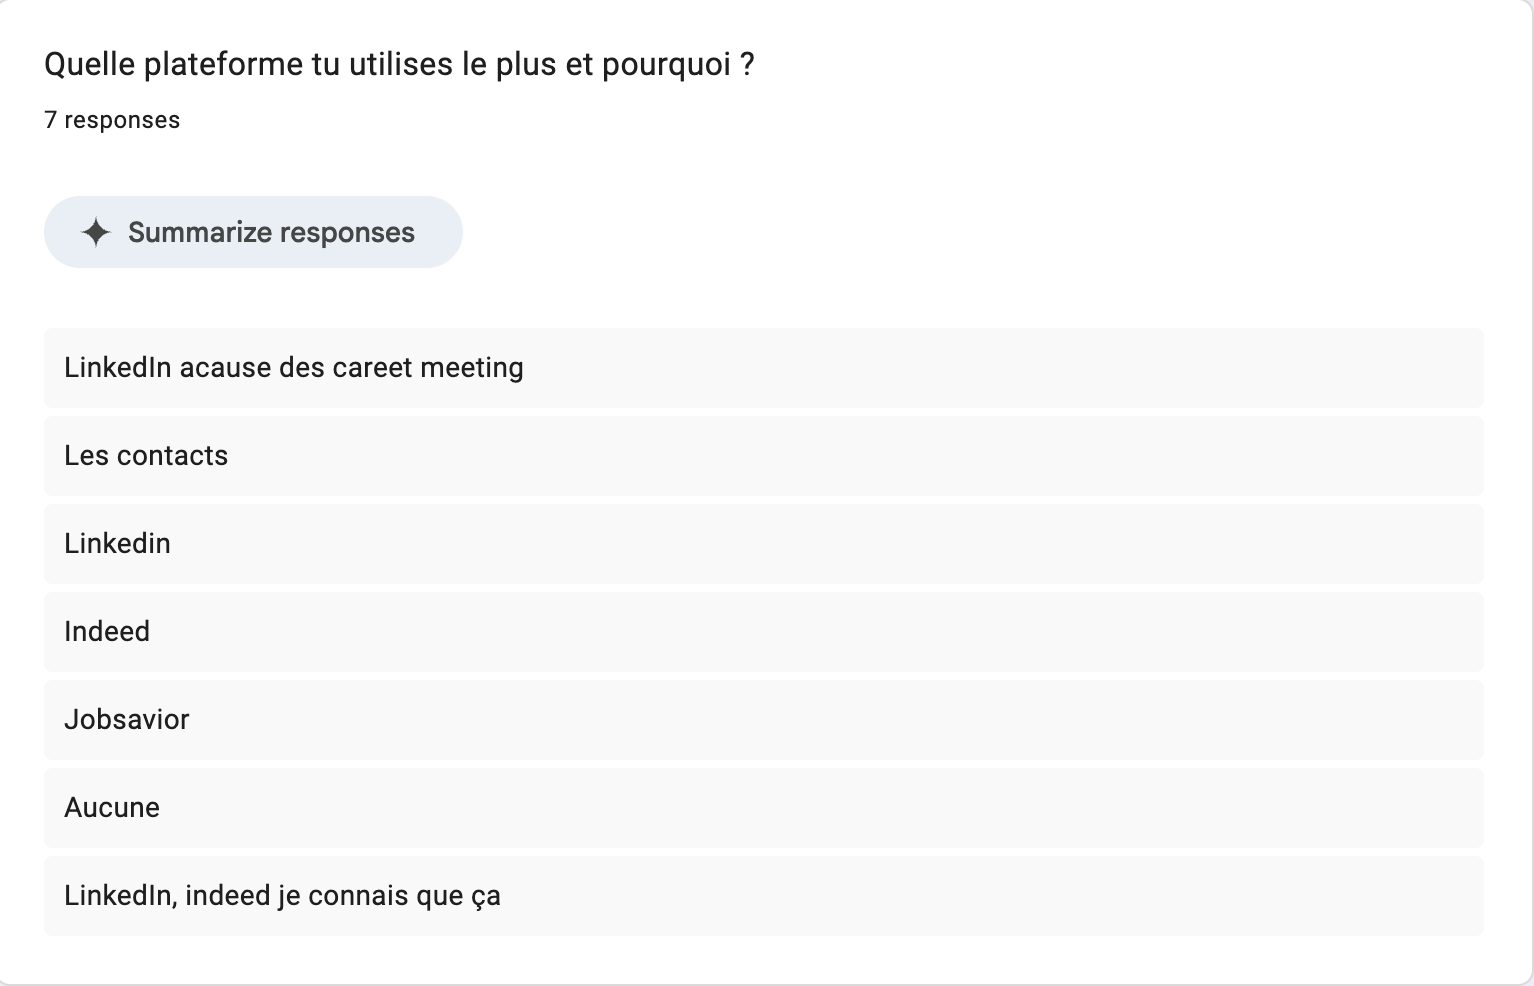 Quelle plateforme tu utilises le plus et pourquoi ?
7 responses
Summarize responses
LinkedIn acause des careet meeting
Les contacts
Linkedin
Indeed
Jobsavior
Aucune
LinkedIn, indeed je connais que ça